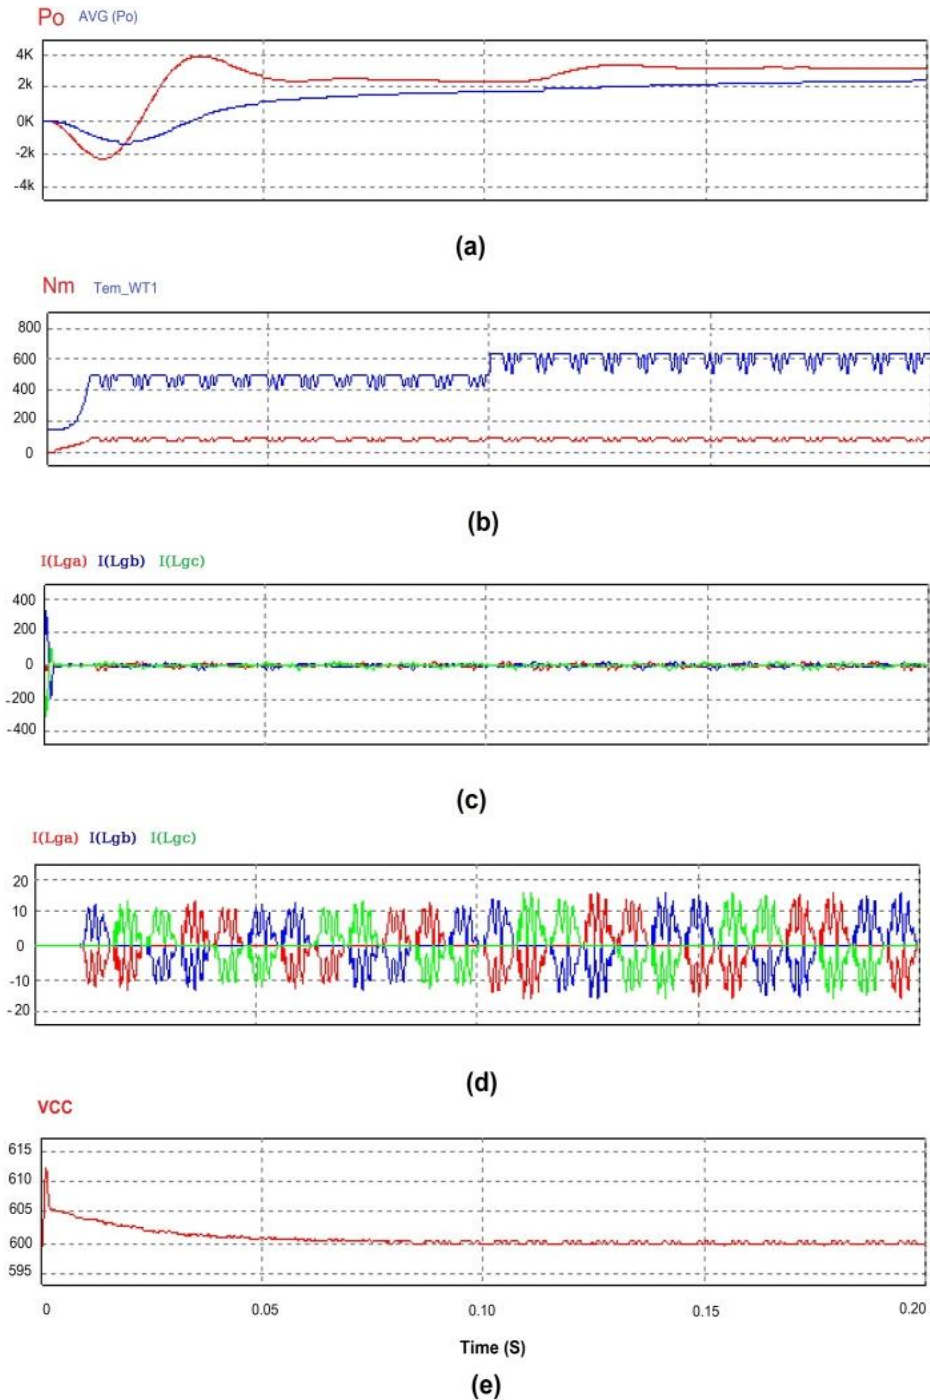 Po AVG (Po)
4K
2k
0K
-2k
-4k
(a)
Nm Tem_WT1
800
600
400
200
0
(b)
I(Lga) I(Lgb) I(Lgc)
400
200
0
-200
-400
(c)
I(Lga) I(Lgb) I(Lgc)
20
10
0
-10
-20
(d)
VCC
615
610
605
600
595
0 0.05 0.10 0.15 0.20
Time (S)
(e)